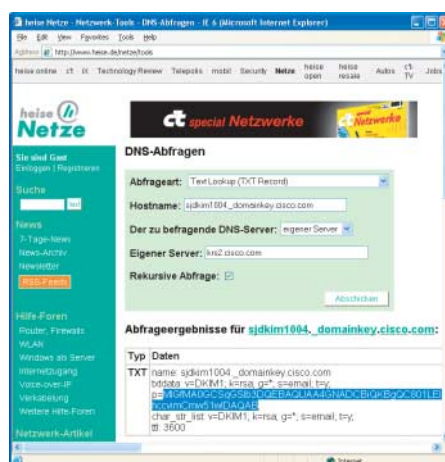 heise Netze - Netzwerk-Tools - DNS-Abfragen - IE 6 (Microsoft Internet Explorer)
File Edit View Favorites Tools Help
Address http://www.heise.de/netze/tools
heise online c't iX Technology Review Telepolis mobil Security Netze heise open heise resale Autos c't TV Jobs
heise Netze
c't special Netzwerke
Netzwerke
Sie sind Gast
Einloggen | Registrieren
Suche
News
7-Tage-News
News-Archiv
Newsletter
RSS-Feeds
Hilfe-Foren
Router, Firewalls
WLAN
Windows als Server
Internetzugang
Voice-over-IP
Verkabelung
Weitere Hilfe-Foren
Netzwerk-Artikel
DNS-Abfragen
Abfrageart: Text Lookup (TXT Record)
Hostname: sjdkim1004._domainkey.cisco.com
Der zu befragende DNS-Server: eigener Server
Eigener Server: krs2.cisco.com
Rekursive Abfrage:
Abschicken
Abfrageergebnisse für sjdkim1004._domainkey.cisco.com:
Typ Daten
TXT name: sjdkim1004._domainkey.cisco.com
txtdata: v=DKIM1; k=rsa; g=*; s=email; t=y;
char_str_list: v=DKIM1; k=rsa; g=*; s=email; t=y;
ttl: 3600
Internet